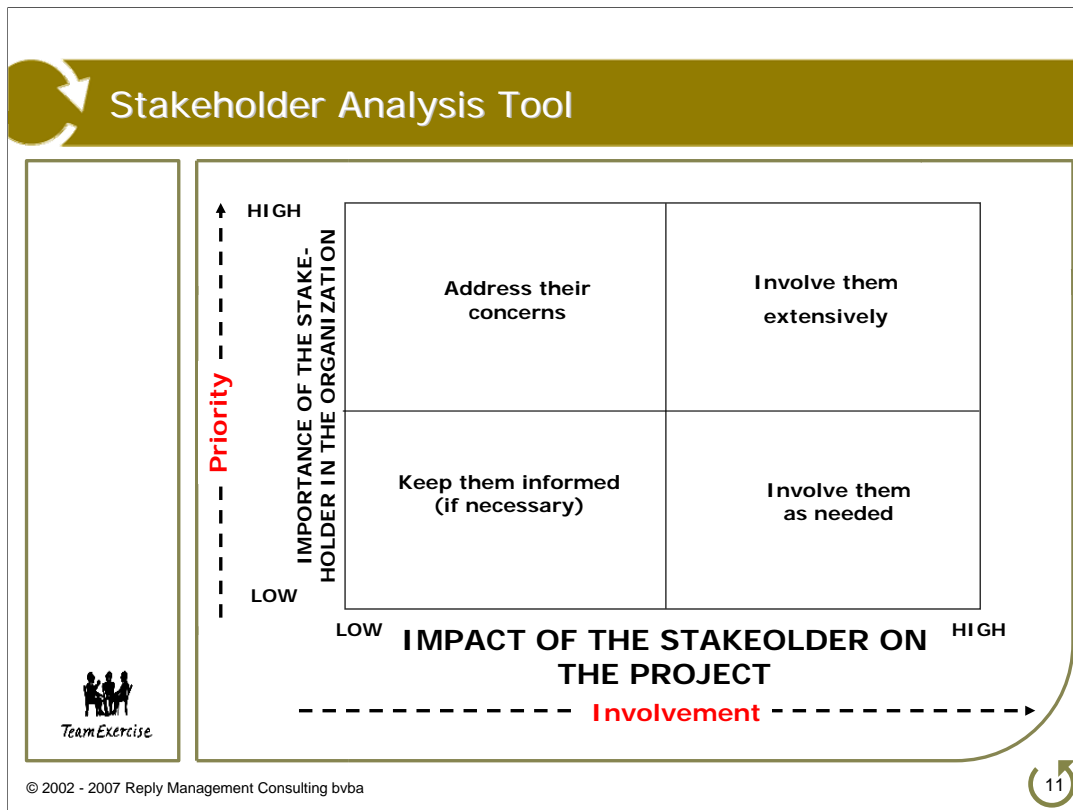 Stakeholder Analysis Tool
HIGH
Priority
IMPORTANCE OF THE STAKE-
HOLDER IN THE ORGANIZATION
Address their
concerns
Involve them
extensively
Keep them informed
(if necessary)
Involve them
as needed
LOW
LOW
IMPACT OF THE STAKEOLDER ON
THE PROJECT
HIGH
Involvement
Team Exercise
© 2002 - 2007 Reply Management Consulting bvba
11